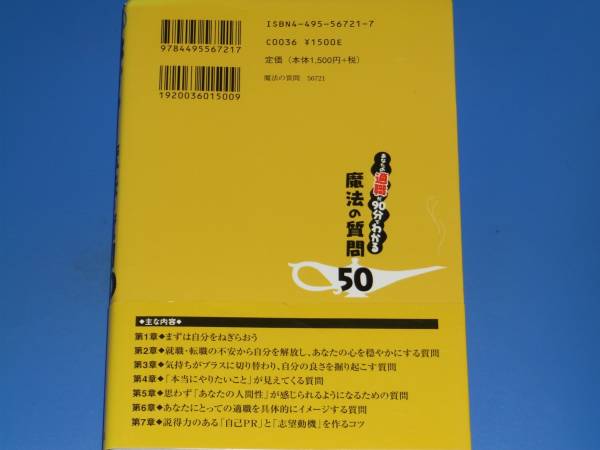 ISBN4-495-56721-7
C0036 ¥1500E
定価（本体1,500円+税）
魔法の質問 56721
9784495567217
1920036015009
あなたの適職が90分でわかる
魔法の質問
50
◆主な内容◆
第1章◆まずは自分をねぎらおう
第2章◆就職・転職の不安から自分を解放し、あなたの心を穏やかにする質問
第3章◆気持ちがプラスに切り替わり、自分の良さを掘り起こす質問
第4章◆「本当にやりたいこと」が見えてくる質問
第5章◆思わず「あなたの人間性」が感じられるようになるための質問
第6章◆あなたにとっての適職を具体的にイメージする質問
第7章◆説得力のある「自己PR」と「志望動機」を作るコツ